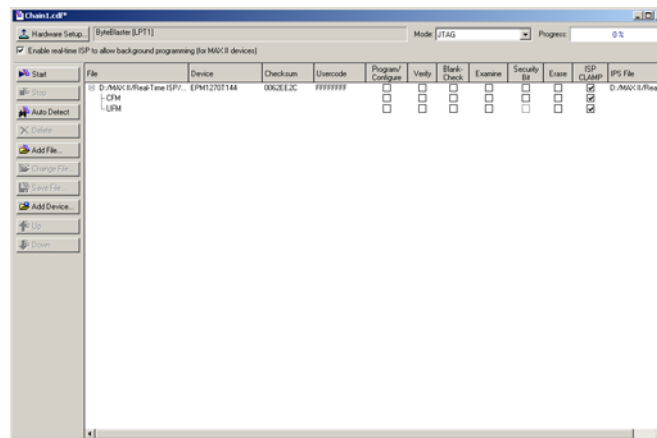 Chain1.cdf*
Hardware Setup... ByteBlaster [LPT1] Mode: JTAG Progress: 0 %
Enable real-time ISP to allow background programming (for MAX II devices)
Start
Stop
Auto Detect
Delete
Add File...
Change File...
Save File...
Add Device...
Up
Down
File Device Checksum Usercode Program/Configure Verify Blank-Check Examine Security Bit Erase ISP CLAMP IPS File
D:/MAX II/Real-Time ISP/... EPM1270T144 0062EE2C FFFFFFFF D:/MAX II/Rea
CFM
UFM